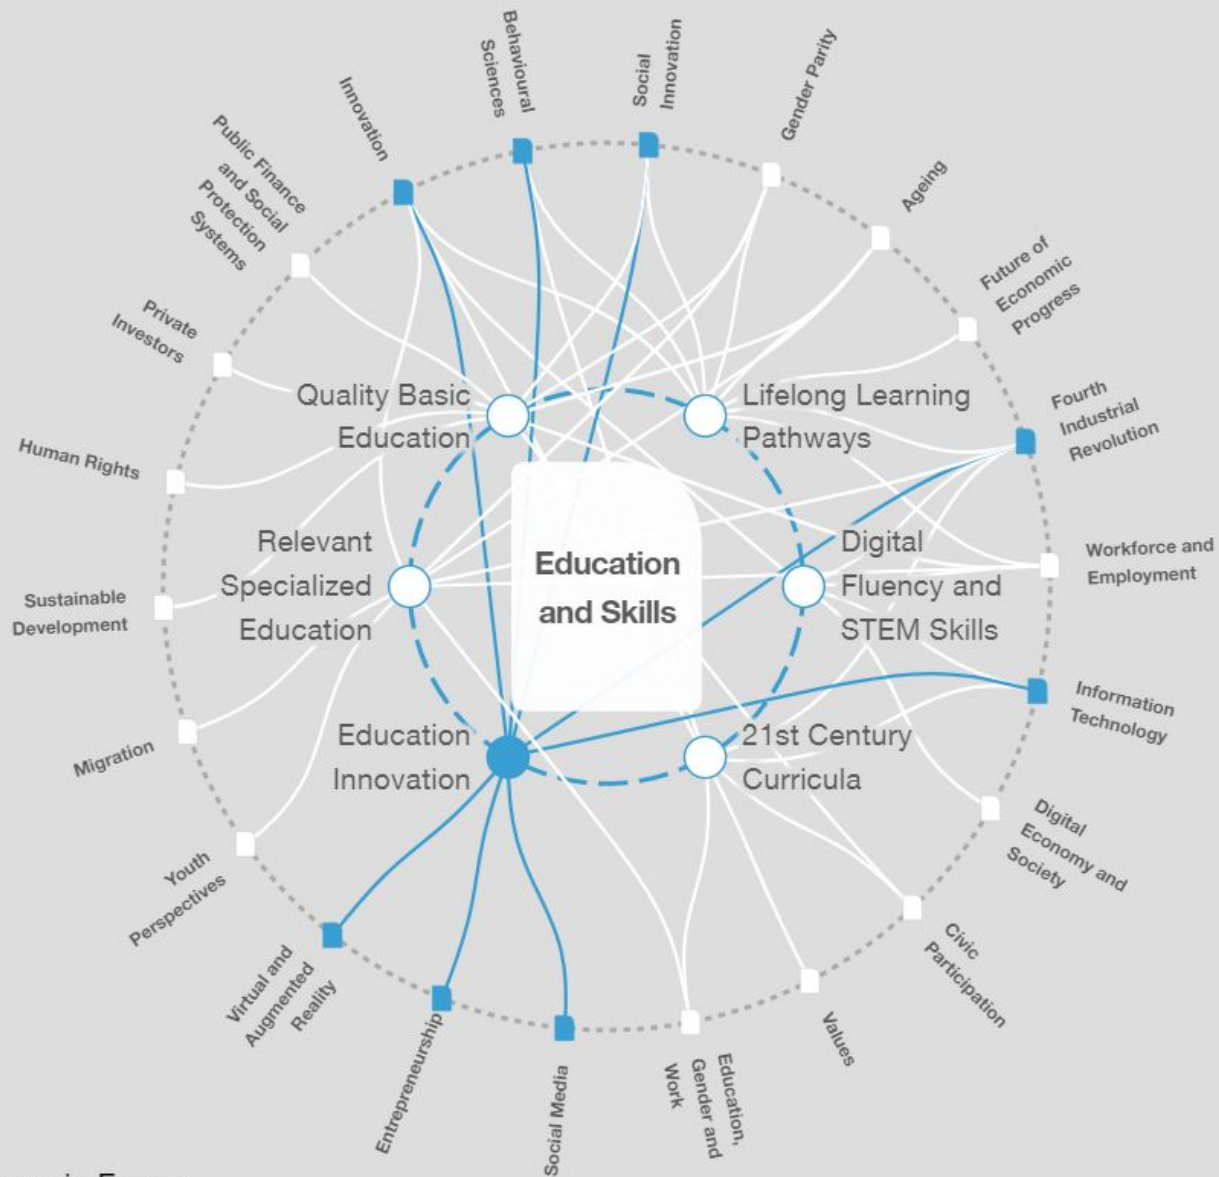 Behavioural
Sciences
Social
Innovation
Gender Parity
Ageing
Future of
Economic
Progress
Fourth
Industrial
Revolution
Workforce and
Employment
Information
Technology
Digital
Economy and
Society
Civic
Participation
Values
Education,
Gender and
Work
Social Media
Entrepreneurship
Virtual and
Augmented
Reality
Youth
Perspectives
Migration
Sustainable
Development
Human Rights
Private
Investors
Public Finance
and Social
Protection
Systems
Innovation
Quality Basic
Education
Lifelong Learning
Pathways
Relevant
Specialized
Education
Education
and Skills
Digital
Fluency and
STEM Skills
Education
Innovation
21st Century
Curricula